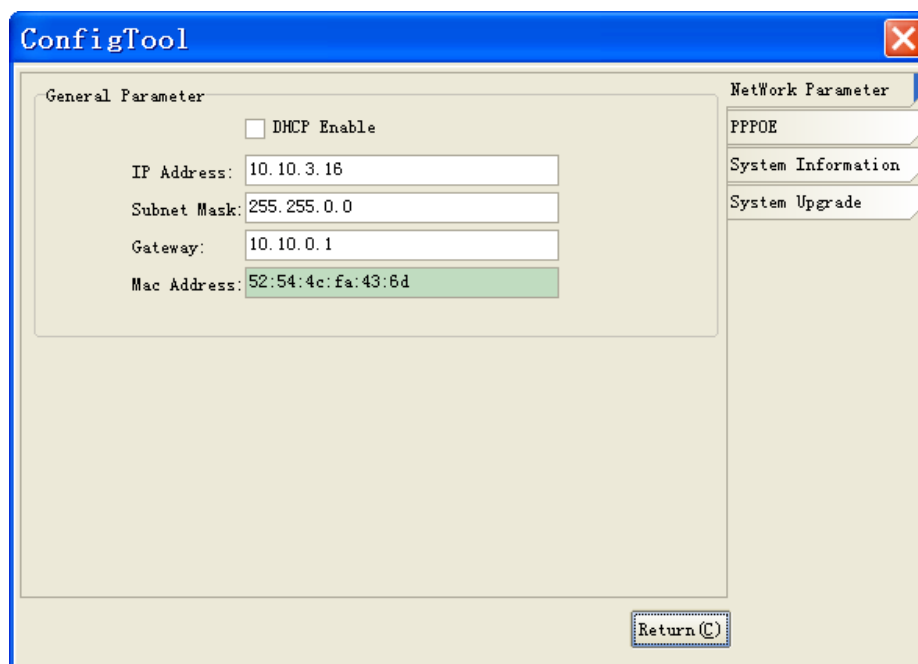 ConfigTool
General Parameter
DHCP Enable
IP Address: 10.10.3.16
Subnet Mask: 255.255.0.0
Gateway: 10.10.0.1
Mac Address: 52:54:4c:fa:43:6d
NetWork Parameter
PPPOE
System Information
System Upgrade
Return(C)